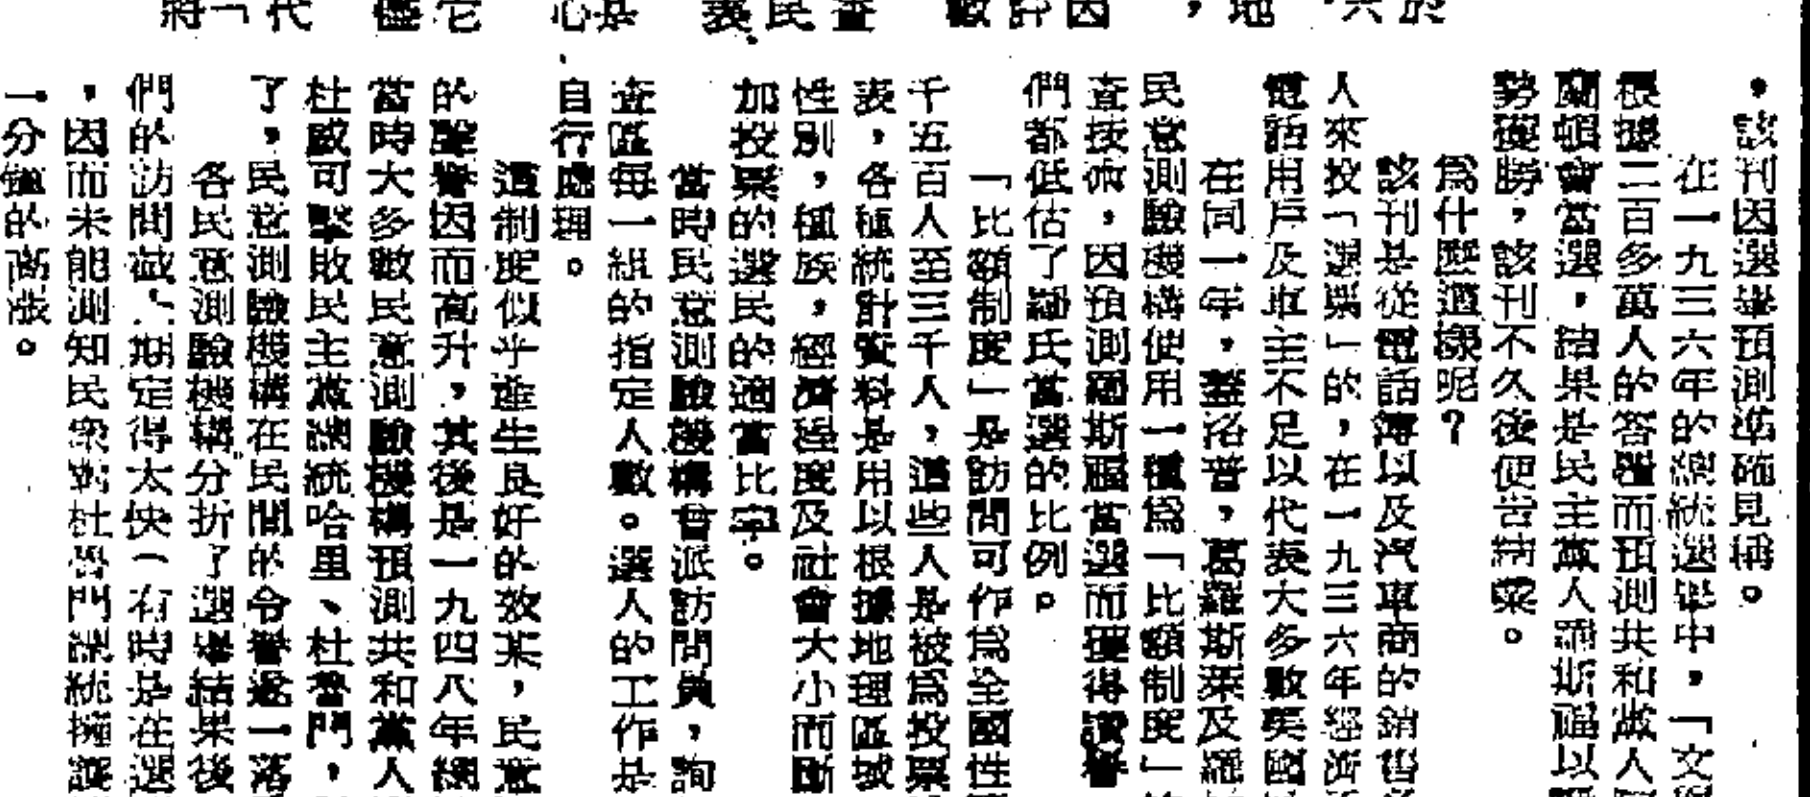 ，該刊因選舉預測準確見稱。
在一九三六年的總統選舉中，「文
根據二百多萬人的答覆而預測共和黨人
蘭頓會當選，結果是民主黨人羅斯福以
勢獲勝，該刊不久後便告結業。
為什麼這樣呢？
該刊是從電話簿以及汽車商的銷售
人來投「選票」的，在一九三六年經濟
電話用戶及車主不足以代表大多數美國
在同一年，蓋洛普，葛羅斯萊及羅
民意測驗機構使用一種為「比額制度」
查技術，因預測羅斯福當選而獲得讚譽
們都低估了羅氏當選的比例。
「比額制度」是訪問可作為全國性
千五百人至三千人，這些人是被為投票
表，各種統計資料是用以根據地理區域
性別，種族，經濟程度及社會大小而斷
加投票的選民的適當比率。
當時民意測驗機構會派訪問員，詢
查區每一組的指定人數。選人的工作是
自行處理。
這制度似乎產生良好的效果，民意
的聲譽因而高升，其後是一九四八年總
當時大多數民意測驗機構預測共和黨人
杜威可擊敗民主黨總統哈里、杜魯門，
了，民意測驗機構在民間的令譽遂一落
各民意測驗機構分折了選舉結果後
們的訪問截止期定得太快（有時是在選
，因而未能測知民衆對杜魯門總統擁護
一分鐘的高漲。